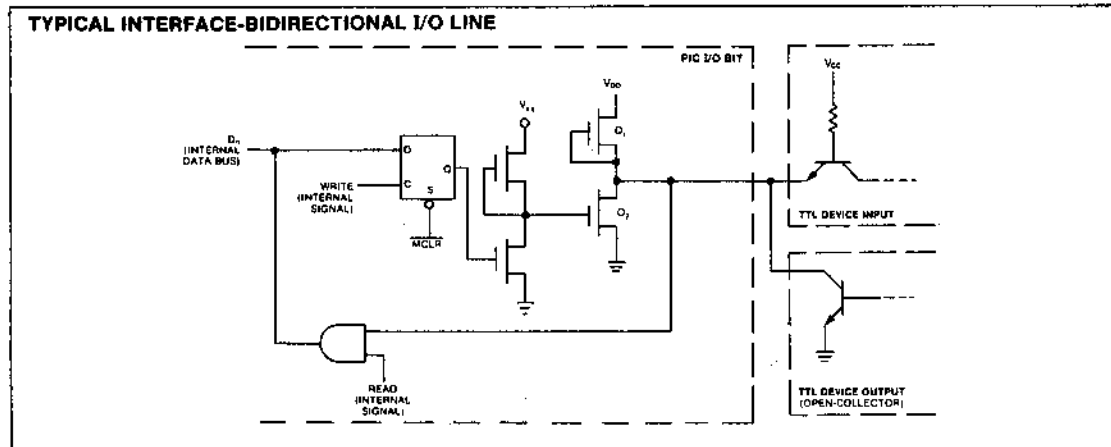 TYPICAL INTERFACE-BIDIRECTIONAL I/O LINE
PIC I/O BIT
VDD
VCC
Q1
(INTERNAL
DATA BUS)
D
Q
WRITE
(INTERNAL
SIGNAL)
C
S
MCLR
Q2
TTL DEVICE INPUT
READ
(INTERNAL
SIGNAL)
TTL DEVICE OUTPUT
(OPEN-COLLECTOR)